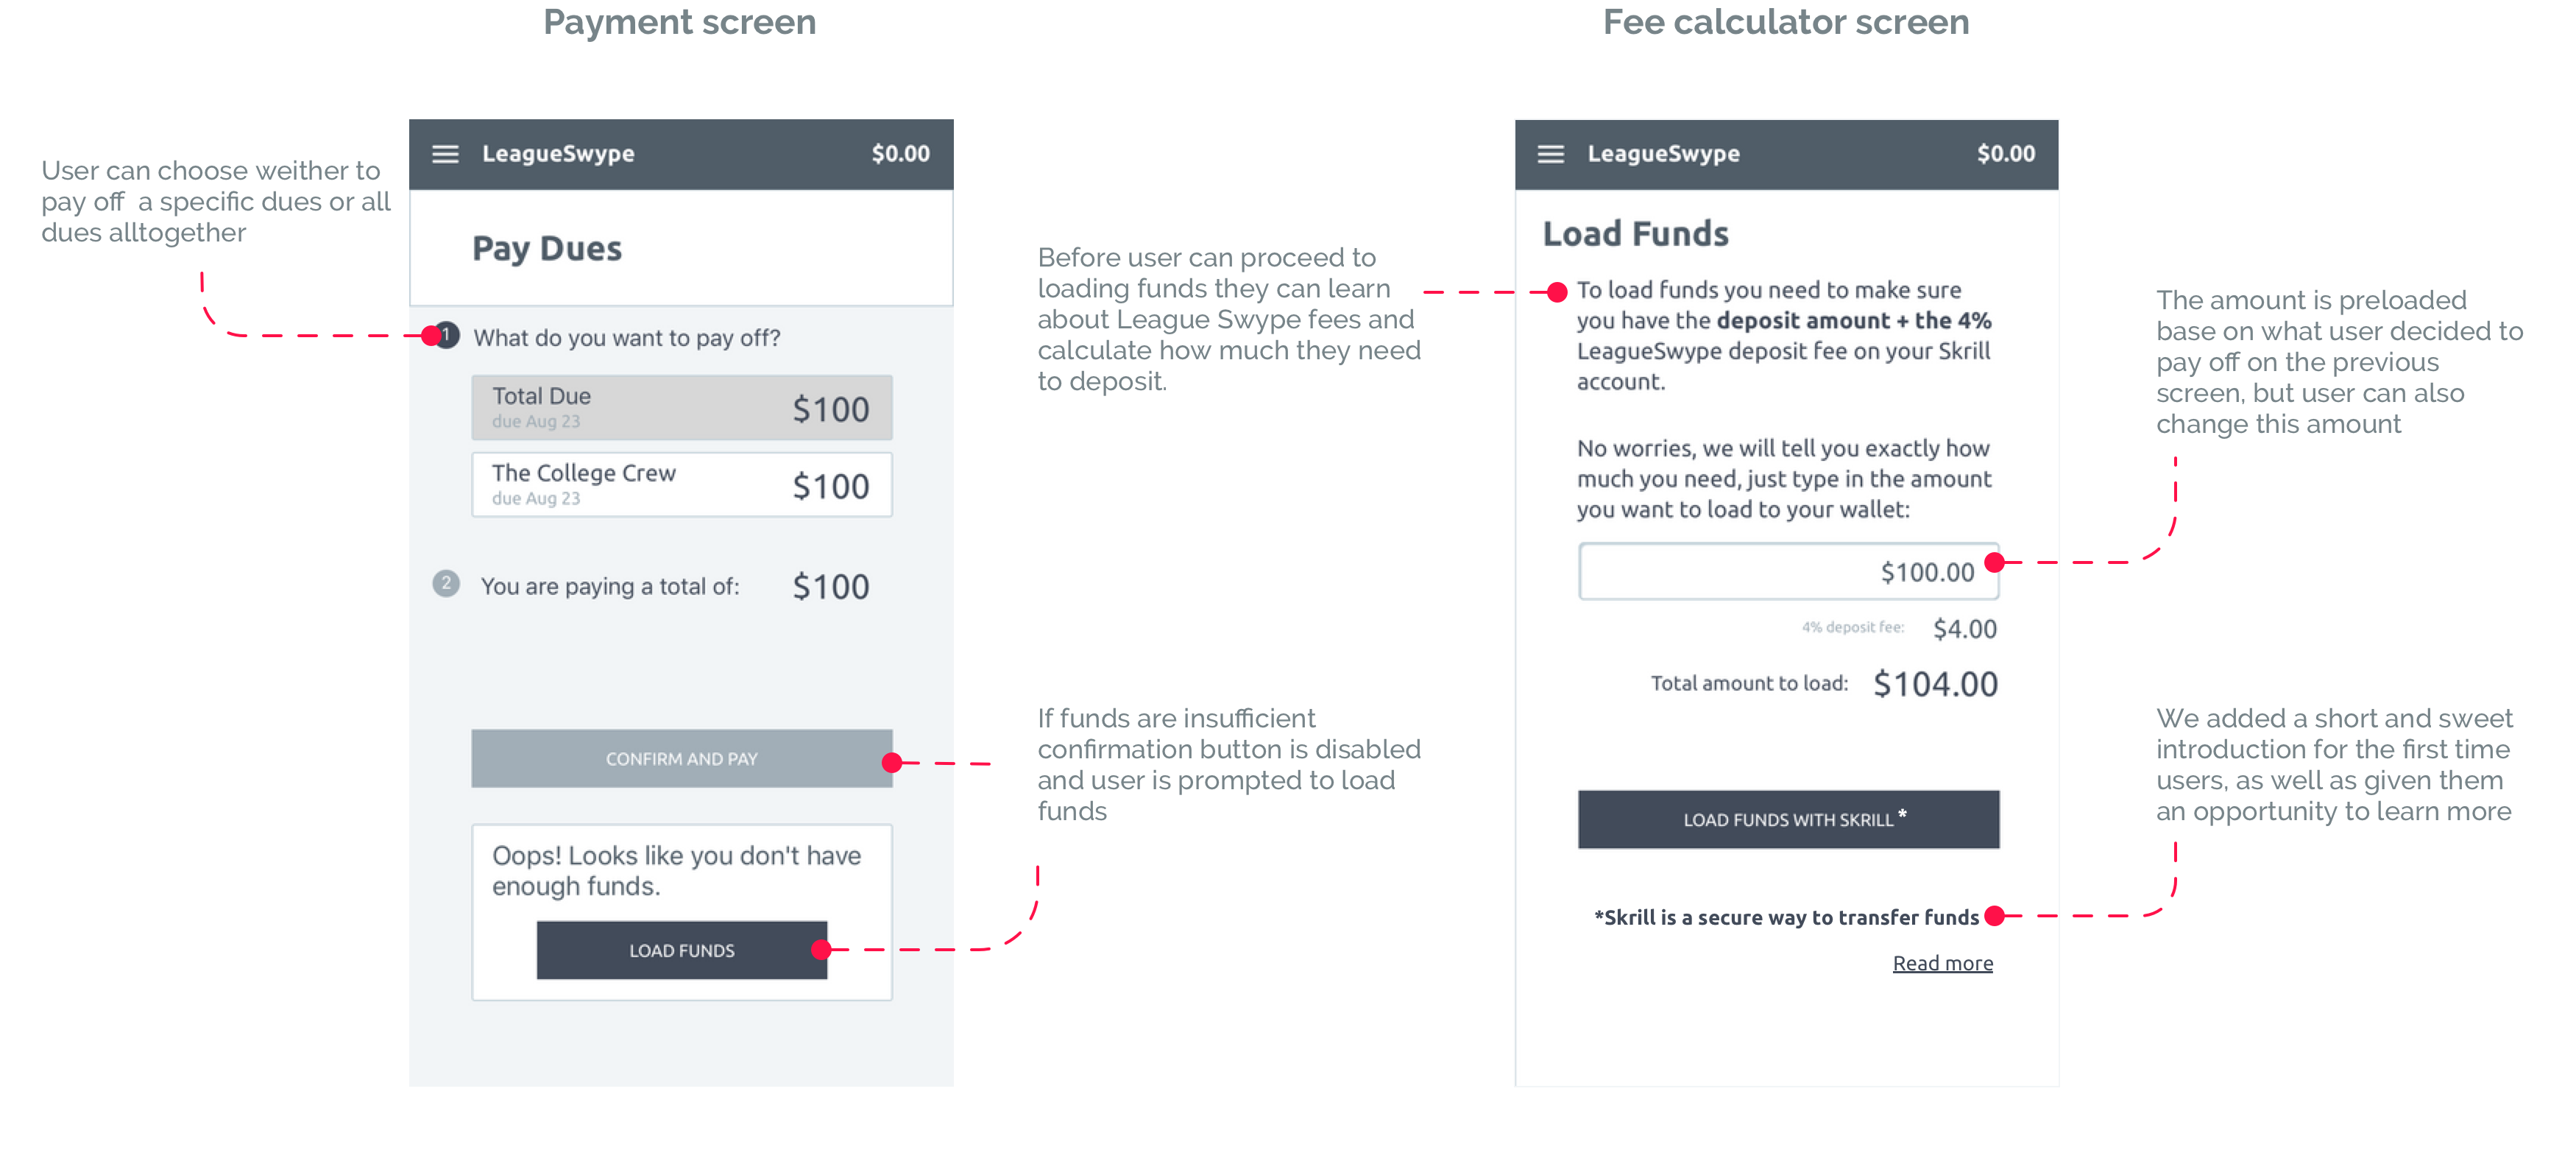 Payment screen
Fee calculator screen
User can choose weither to
pay off  a specific dues or all
dues alltogether
LeagueSwype $0.00
Pay Dues
1 What do you want to pay off?
Total Due
due Aug 23
$100
The College Crew
due Aug 23
$100
2 You are paying a total of: $100
CONFIRM AND PAY
Oops! Looks like you don't have
enough funds.
LOAD FUNDS
Before user can proceed to
loading funds they can learn
about League Swype fees and
calculate how much they need
to deposit.
If funds are insufficient
confirmation button is disabled
and user is prompted to load
funds
LeagueSwype $0.00
Load Funds
To load funds you need to make sure
you have the deposit amount + the 4%
LeagueSwype deposit fee on your Skrill
account.
No worries, we will tell you exactly how
much you need, just type in the amount
you want to load to your wallet:
$100.00
4% deposit fee: $4.00
Total amount to load: $104.00
LOAD FUNDS WITH SKRILL *
*Skrill is a secure way to transfer funds
Read more
The amount is preloaded
base on what user decided to
pay off on the previous
screen, but user can also
change this amount
We added a short and sweet
introduction for the first time
users, as well as given them
an opportunity to learn more